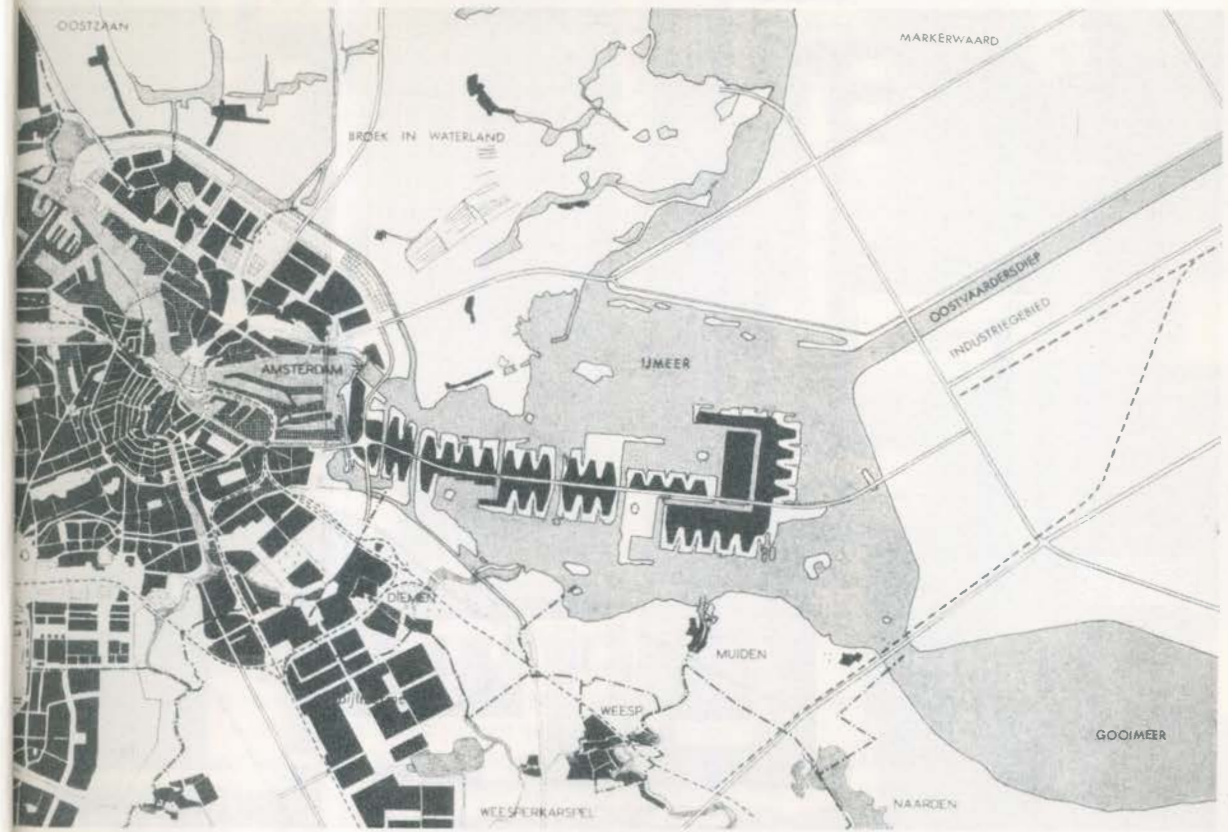 OOSTZAAN
MARKERWAARD
BROEK IN WATERLAND
OOSTVAARDERSDIEP
INDUSTRIEGEBIED
IJMEER
AMSTERDAM
DIEMEN
MUIDEN
WEESP
GOOIMEER
NAARDEN
WEESPERKARSPEL